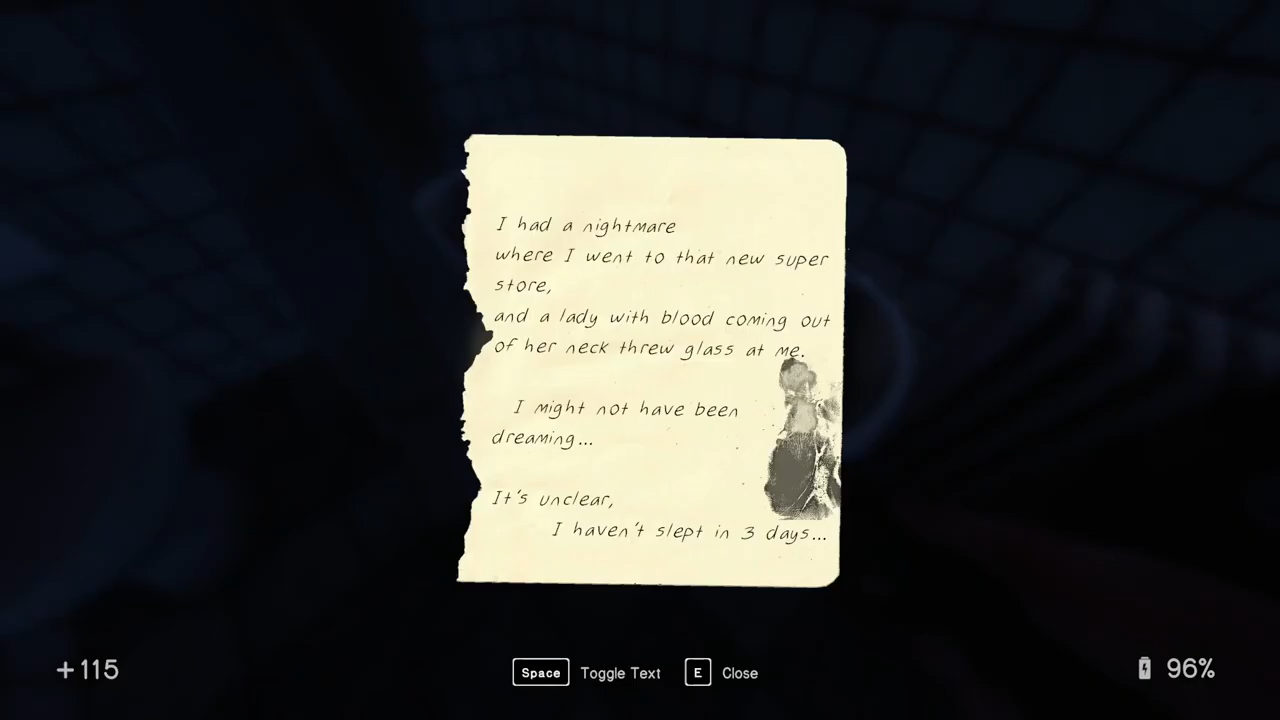 I had a nightmare
where I went to that new super
store,
and a lady with blood coming out
of her neck threw glass at me.
I might not have been
dreaming...
It's unclear,
I haven't slept in 3 days...
+115
Space Toggle Text E Close
96%